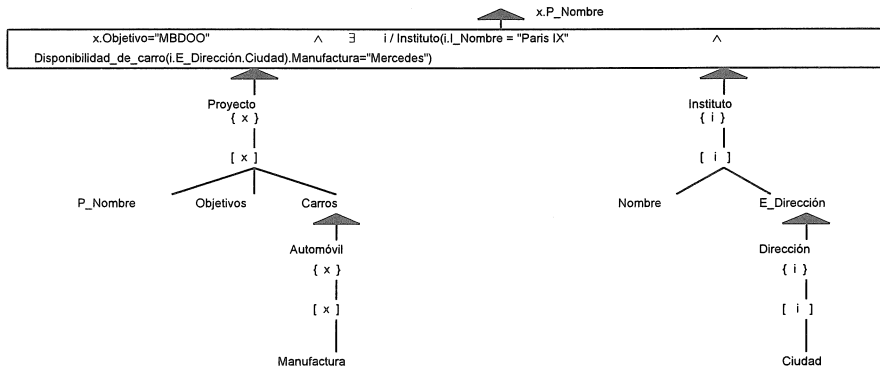 x.P_Nombre
x.Objetivo="MBDOO" ∧ ∃ i / Instituto(i.I_Nombre = "Paris IX" ∧
Disponibilidad_de_carro(i.E_Dirección.Ciudad).Manufactura="Mercedes")
Proyecto Instituto
{ x } { i }
[ x ] [ i ]
P_Nombre Objetivos Carros Nombre E_Dirección
Automóvil Dirección
{ x } { i }
[ x ] [ i ]
Manufactura Ciudad